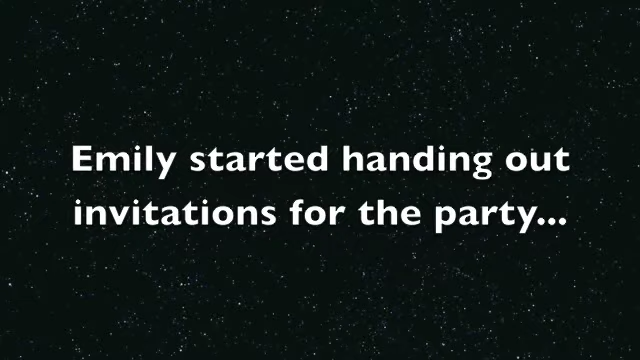 Emily started handing out
invitations for the party...